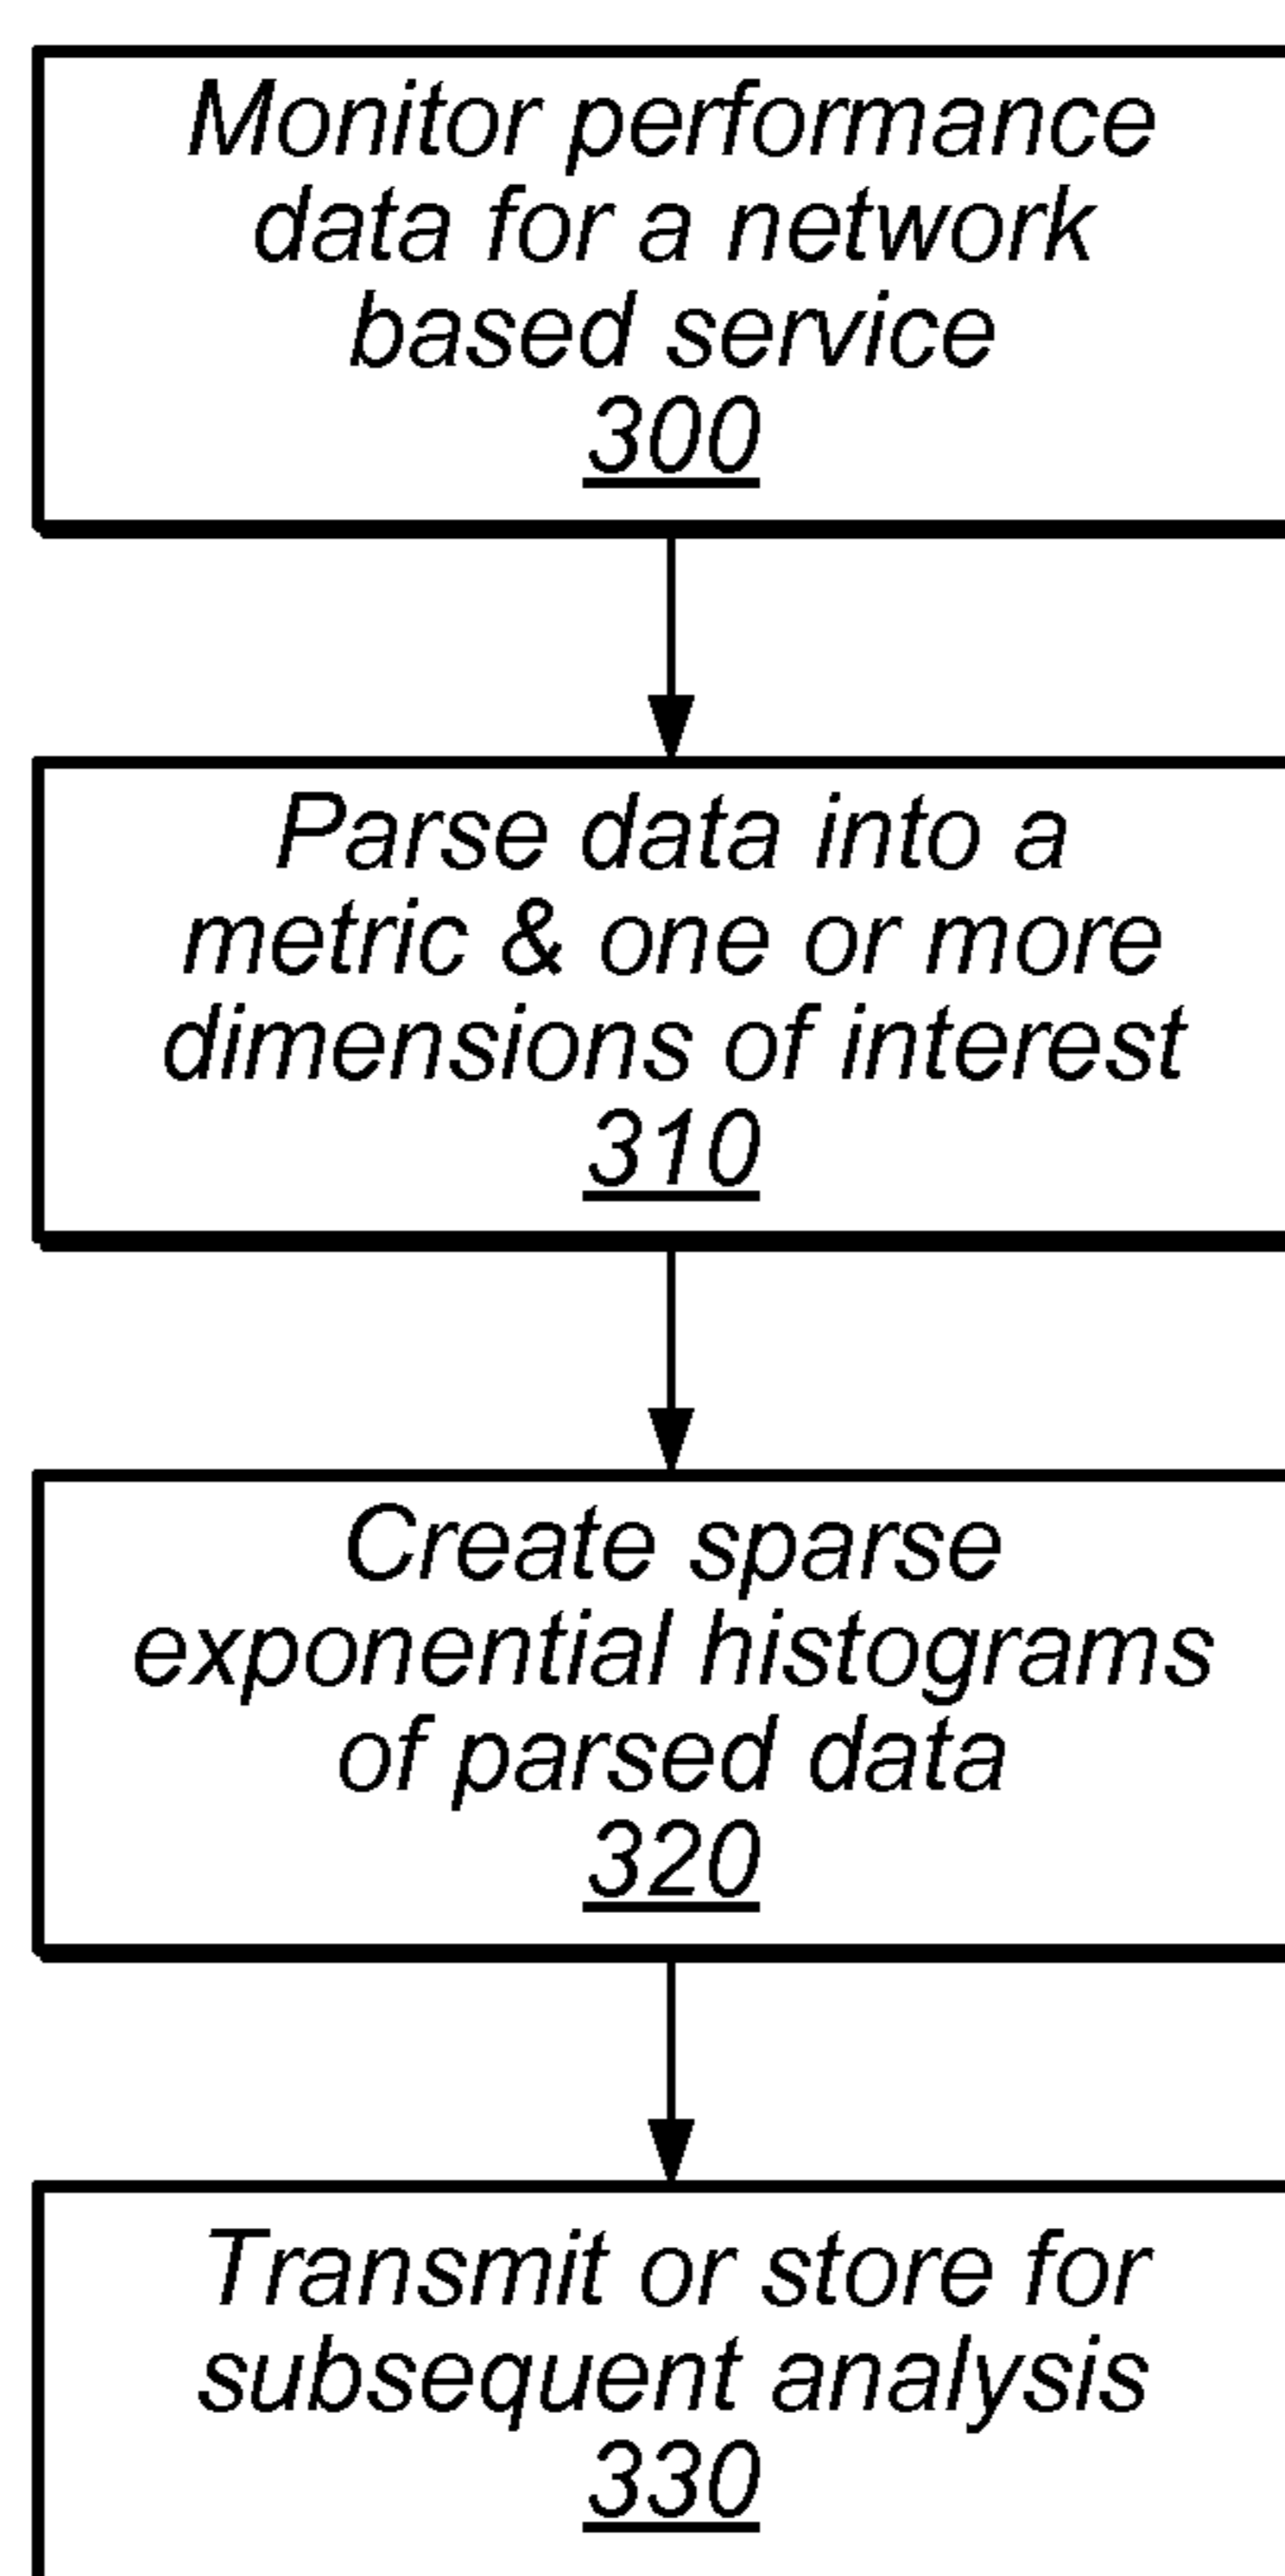 Monitor performance
data for a network
based service
300
Parse data into a
metric & one or more
dimensions of interest
310
Create sparse
exponential histograms
of parsed data
320
Transmit or store for
subsequent analysis
330